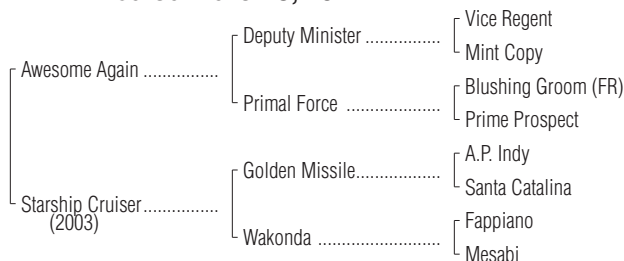 Vice Regent
Deputy Minister ................
Mint Copy
Awesome Again ................
Blushing Groom (FR)
Primal Force ....................
Prime Prospect
A.P. Indy
Golden Missile..................
Santa Catalina
Starship Cruiser................
(2003)
Fappiano
Wakonda ..........................
Mesabi